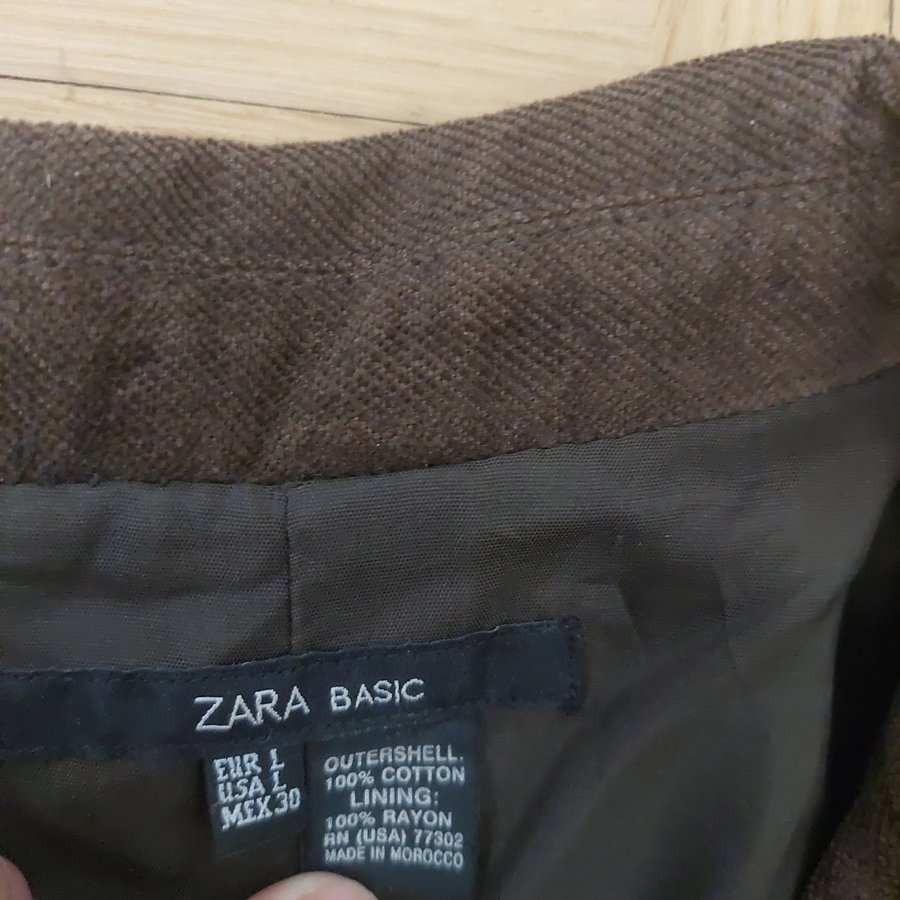 ZARA BASIC
EUR L
USA L
MEX 30
OUTERSHELL:
100% COTTON
LINING:
100% RAYON
RN (USA) 77302
MADE IN MOROCCO